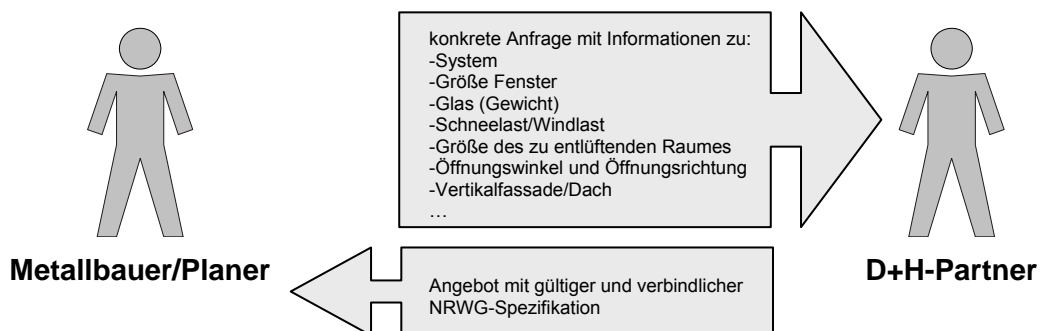 konkrete Anfrage mit Informationen zu:
-System
-Größe Fenster
-Glas (Gewicht)
-Schneelast/Windlast
-Größe des zu entlüftenden Raumes
-Öffnungswinkel und Öffnungsrichtung
-Vertikalfassade/Dach
…
Metallbauer/Planer
D+H-Partner
Angebot mit gültiger und verbindlicher
NRWG-Spezifikation